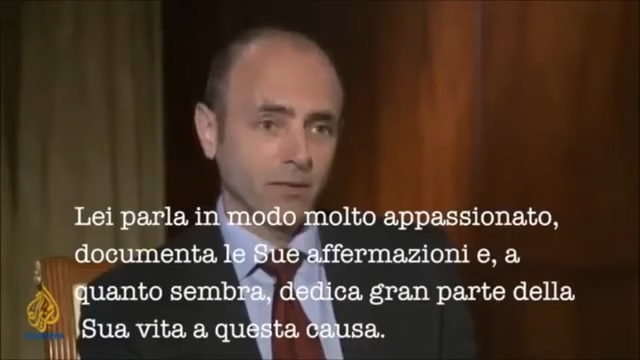 Lei parla in modo molto appassionato,
documenta le Sue affermazioni e, a
quanto sembra, dedica gran parte della
Sua vita a questa causa.